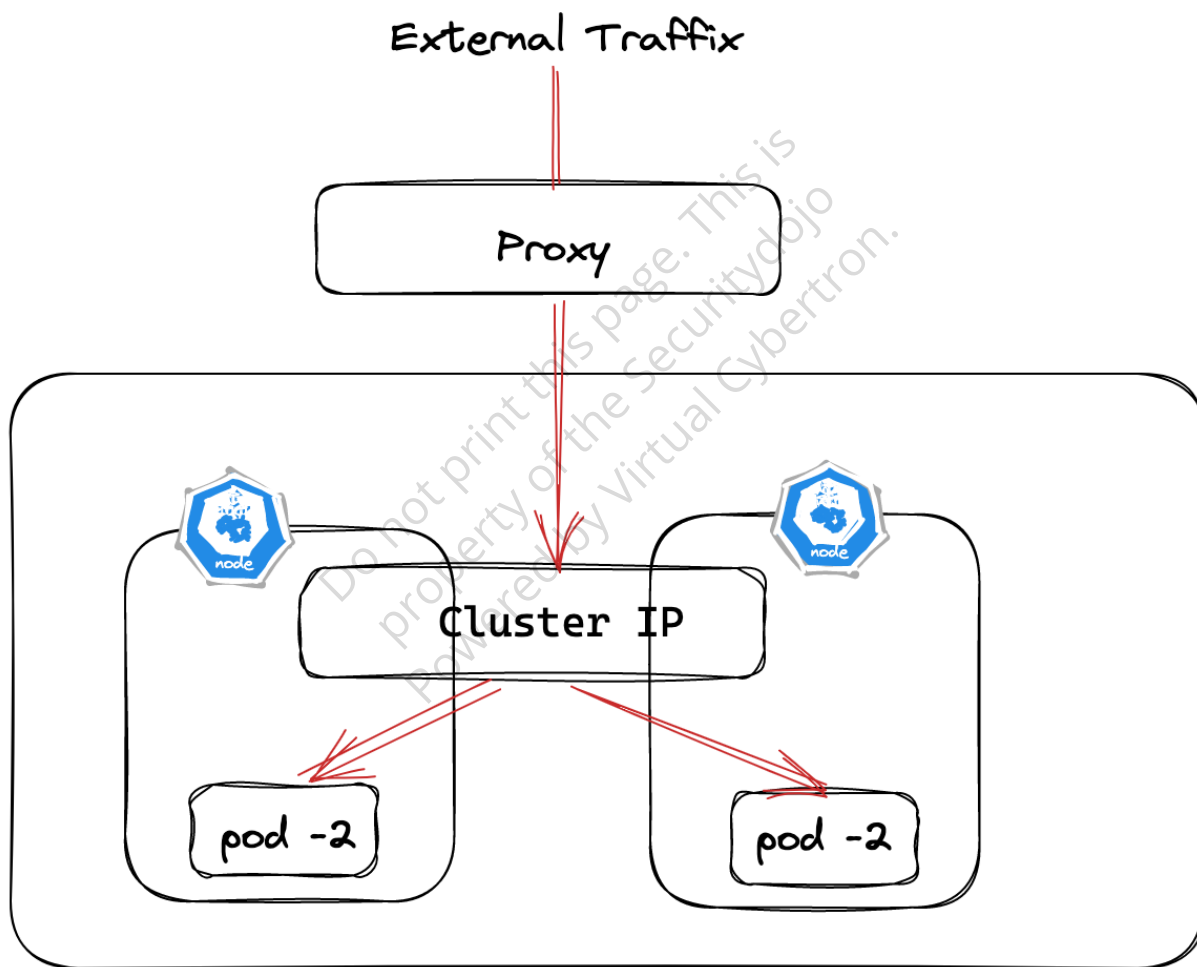 External Traffix
Proxy
Do not print this page. This is
property of the Securitydojo
Powered by Virtual Cybertron.
node
node
Cluster IP
pod -2
pod -2